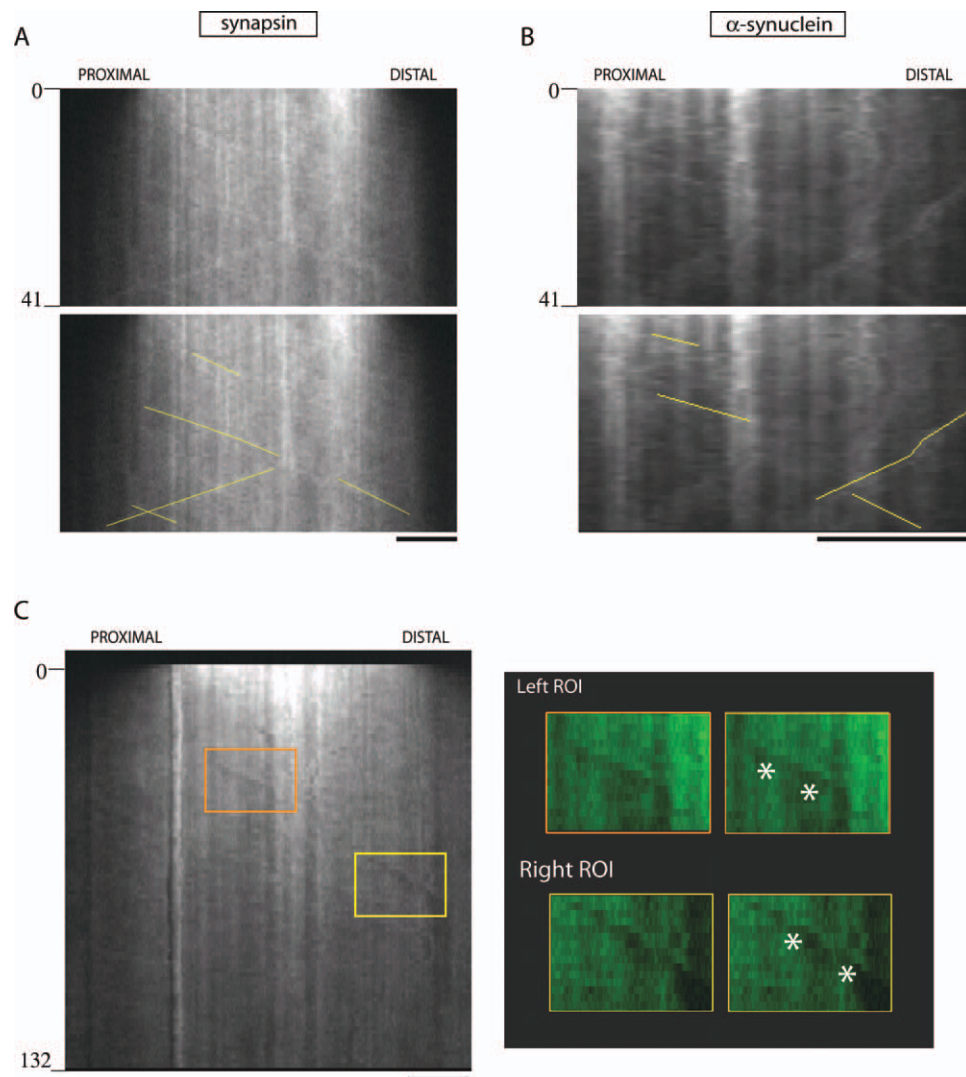 synapsin
α-synuclein
A
B
PROXIMAL
DISTAL
PROXIMAL
DISTAL
0
0
41
41
C
PROXIMAL
DISTAL
0
132
Left ROI
* *
Right ROI
* *